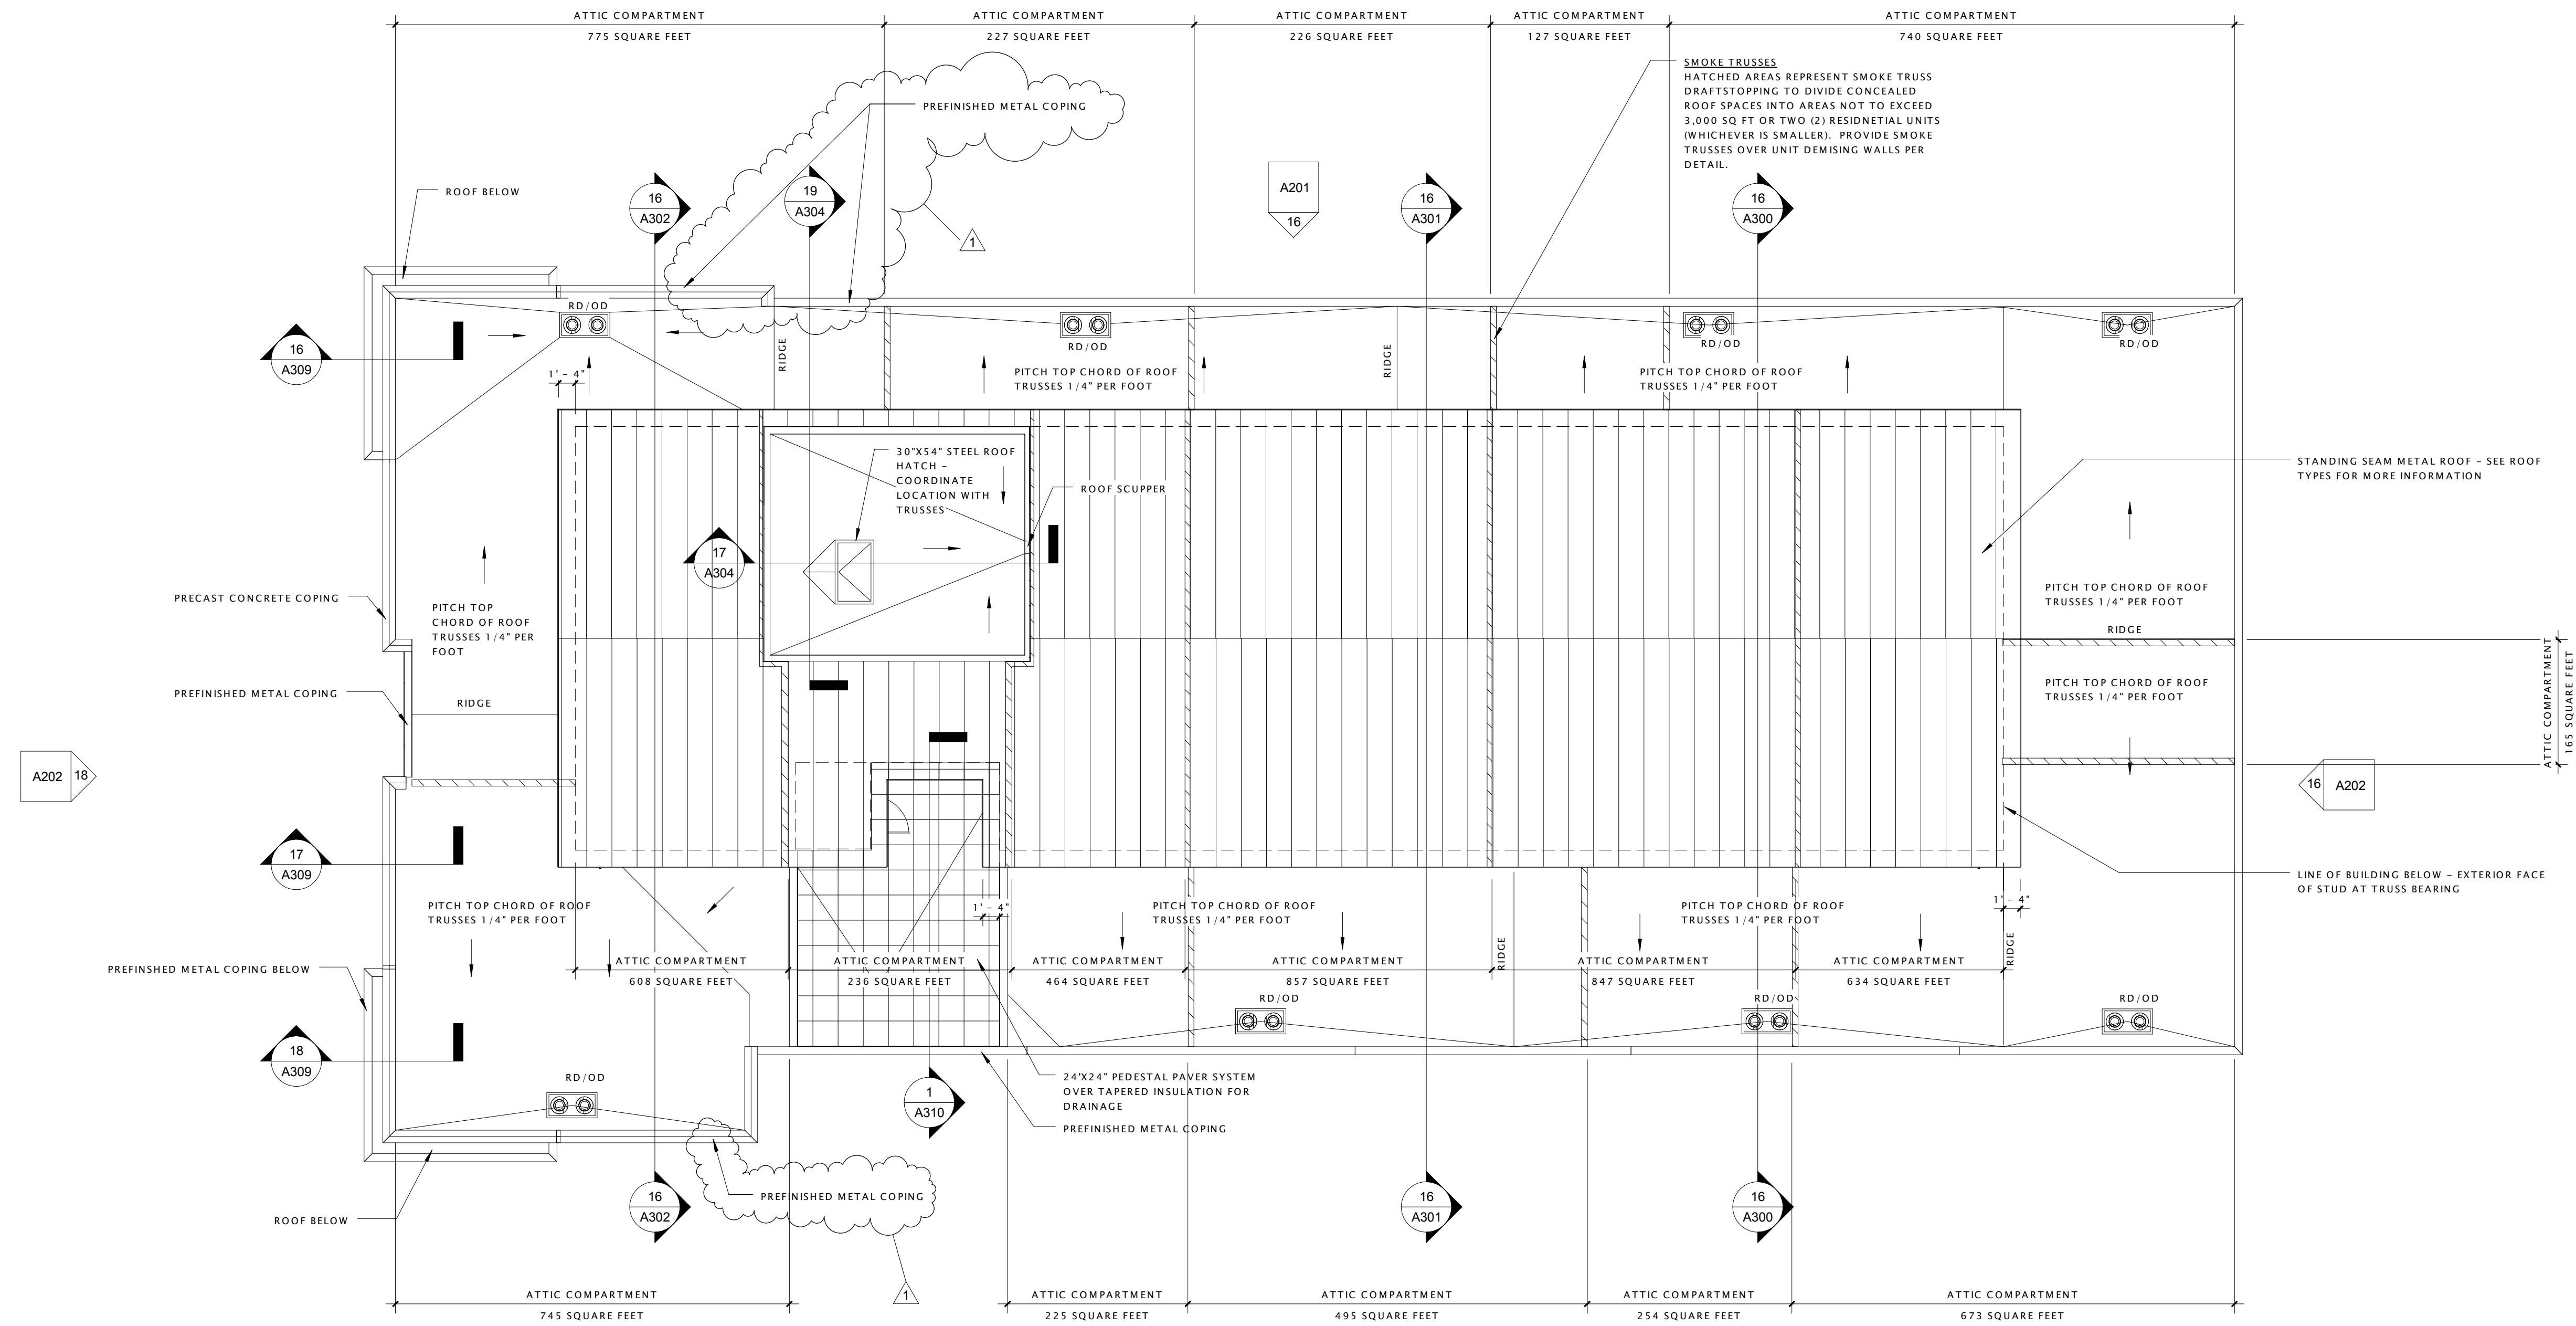 ATTIC COMPARTMENT
775 SQUARE FEET
ATTIC COMPARTMENT
227 SQUARE FEET
ATTIC COMPARTMENT
226 SQUARE FEET
ATTIC COMPARTMENT
127 SQUARE FEET
ATTIC COMPARTMENT
740 SQUARE FEET
SMOKE TRUSSES
HATCHED AREAS REPRESENT SMOKE TRUSS
DRAFTSTOPPING TO DIVIDE CONCEALED
ROOF SPACES INTO AREAS NOT TO EXCEED
3,000 SQ FT OR TWO (2) RESIDNETIAL UNITS
(WHICHEVER IS SMALLER).  PROVIDE SMOKE
TRUSSES OVER UNIT DEMISING WALLS PER
DETAIL.
PREFINISHED METAL COPING
ROOF BELOW
16
A302
19
A304
1
A201
16
16
A301
16
A300
RD/OD
RD/OD
RD/OD
RD/OD
16
A309
RIDGE
RIDGE
1' - 4"
PITCH TOP CHORD OF ROOF
TRUSSES 1/4" PER FOOT
PITCH TOP CHORD OF ROOF
TRUSSES 1/4" PER FOOT
30"X54" STEEL ROOF
HATCH -
COORDINATE
LOCATION WITH
TRUSSES
ROOF SCUPPER
STANDING SEAM METAL ROOF - SEE ROOF
TYPES FOR MORE INFORMATION
17
A304
PRECAST CONCRETE COPING
PITCH TOP
CHORD OF ROOF
TRUSSES 1/4" PER
FOOT
PITCH TOP CHORD OF ROOF
TRUSSES 1/4" PER FOOT
RIDGE
PITCH TOP CHORD OF ROOF
TRUSSES 1/4" PER FOOT
ATTIC COMPARTMENT
165 SQUARE FEET
PREFINISHED METAL COPING
RIDGE
A202
18
16
A202
17
A309
LINE OF BUILDING BELOW - EXTERIOR FACE
OF STUD AT TRUSS BEARING
PITCH TOP CHORD OF ROOF
TRUSSES 1/4" PER FOOT
1' - 4"
PITCH TOP CHORD OF ROOF
TRUSSES 1/4" PER FOOT
PITCH TOP CHORD OF ROOF
TRUSSES 1/4" PER FOOT
1' - 4"
RIDGE
RIDGE
PREFINSHED METAL COPING BELOW
ATTIC COMPARTMENT
608 SQUARE FEET
ATTIC COMPARTMENT
236 SQUARE FEET
ATTIC COMPARTMENT
464 SQUARE FEET
ATTIC COMPARTMENT
857 SQUARE FEET
ATTIC COMPARTMENT
847 SQUARE FEET
ATTIC COMPARTMENT
634 SQUARE FEET
RD/OD
RD/OD
RD/OD
18
A309
RD/OD
24'X24" PEDESTAL PAVER SYSTEM
OVER TAPERED INSULATION FOR
DRAINAGE
1
A310
PREFINISHED METAL COPING
PREFINISHED METAL COPING
16
A302
16
A301
16
A300
ROOF BELOW
1
ATTIC COMPARTMENT
745 SQUARE FEET
ATTIC COMPARTMENT
225 SQUARE FEET
ATTIC COMPARTMENT
495 SQUARE FEET
ATTIC COMPARTMENT
254 SQUARE FEET
ATTIC COMPARTMENT
673 SQUARE FEET